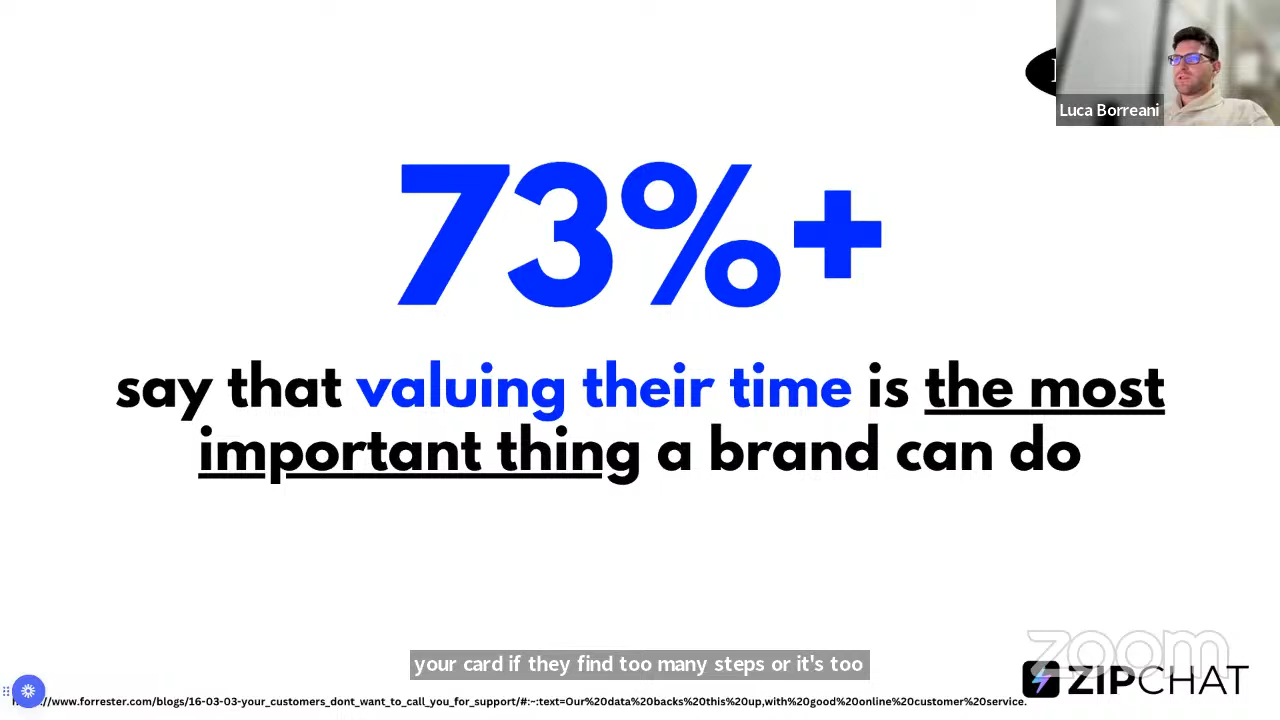 Luca Borreani
73%+
say that valuing their time is the most
important thing a brand can do
your card if they find too many steps or it's too
zoom
ZIPCHAT
www.forrester.com/blogs/16-03-03-your_customers_dont_want_to_call_you_for_support/#:~:text=Our%20data%20backs%20this%20up,with%20good%20online%20customer%20service.